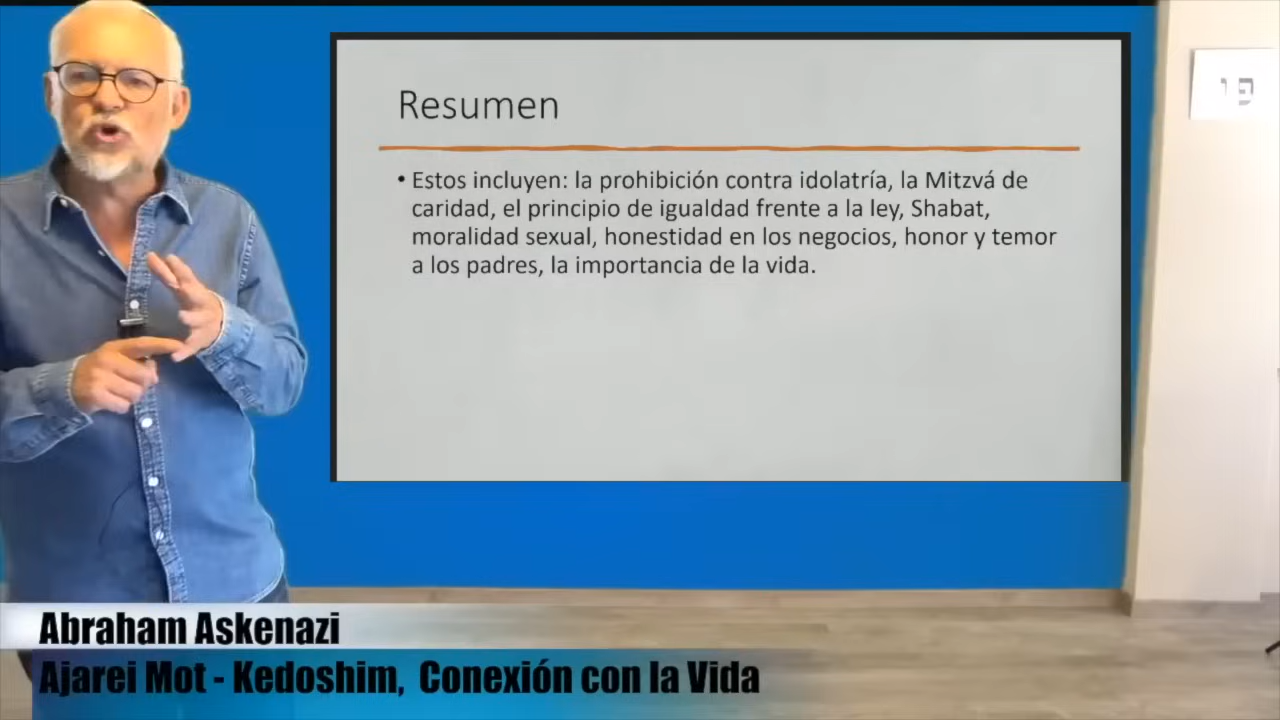 Resumen
• Estos incluyen: la prohibición contra idolatría, la Mitzvá de
caridad, el principio de igualdad frente a la ley, Shabat,
moralidad sexual, honestidad en los negocios, honor y temor
a los padres, la importancia de la vida.
פו
Abraham Askenazi
Ajarei Mot - Kedoshim, Conexión con la Vida